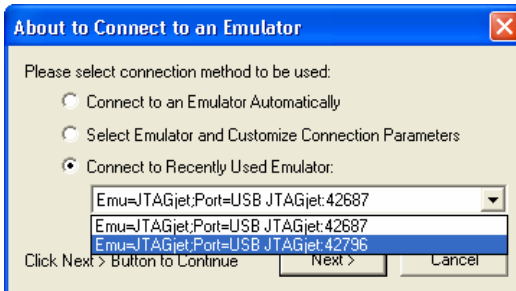 About to Connect to an Emulator
Please select connection method to be used:
Connect to an Emulator Automatically
Select Emulator and Customize Connection Parameters
Connect to Recently Used Emulator:
Emu=JTAGjet;Port=USB JTAGjet:42687
Emu=JTAGjet;Port=USB JTAGjet:42687
Emu=JTAGjet;Port=USB JTAGjet:42796
Click Next > Button to Continue Next > Cancel